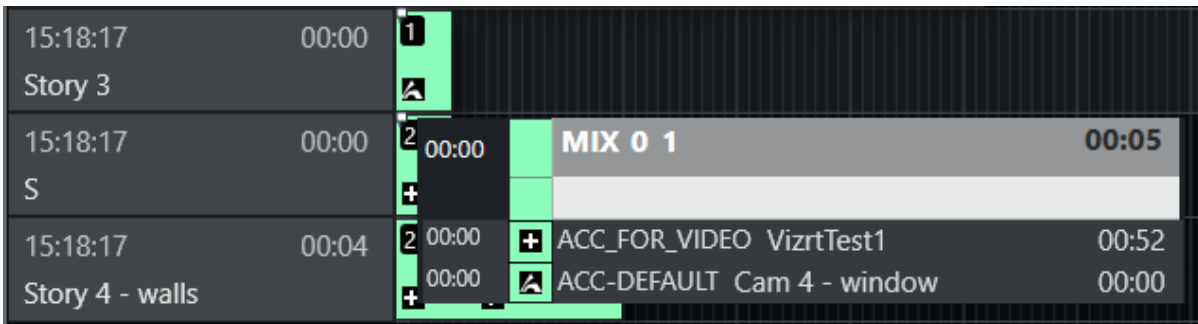 15:18:17 00:00 1
Story 3
15:18:17 00:00 2 00:00 MIX 0 1 00:05
S
15:18:17 00:04 2 00:00 ACC_FOR_VIDEO VizrtTest1 00:52
Story 4 - walls 00:00 ACC-DEFAULT Cam 4 - window 00:00